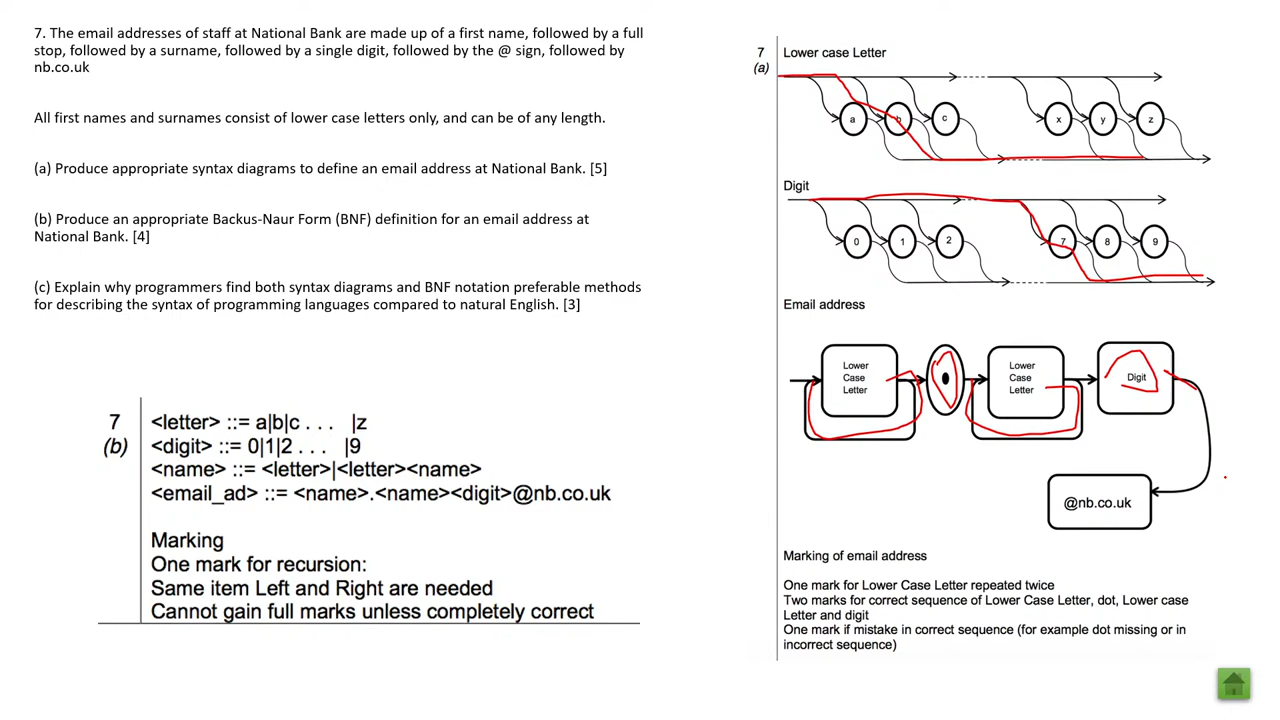 7. The email addresses of staff at National Bank are made up of a first name, followed by a full
stop, followed by a surname, followed by a single digit, followed by the @ sign, followed by
nb.co.uk
All first names and surnames consist of lower case letters only, and can be of any length.
(a) Produce appropriate syntax diagrams to define an email address at National Bank. [5]
(b) Produce an appropriate Backus-Naur Form (BNF) definition for an email address at
National Bank. [4]
(c) Explain why programmers find both syntax diagrams and BNF notation preferable methods
for describing the syntax of programming languages compared to natural English. [3]
7
(b)
<letter> ::= a|b|c . . . |z
<digit> ::= 0|1|2 . . . |9
<name> ::= <letter>|<letter><name>
<email_ad> ::= <name>.<name><digit>@nb.co.uk
Marking
One mark for recursion:
Same item Left and Right are needed
Cannot gain full marks unless completely correct
7
(a)
Lower case Letter
a b c x y z
Digit
0 1 2 7 8 9
Email address
Lower
Case
Letter
Lower
Case
Letter
Digit
@nb.co.uk
Marking of email address
One mark for Lower Case Letter repeated twice
Two marks for correct sequence of Lower Case Letter, dot, Lower case
Letter and digit
One mark if mistake in correct sequence (for example dot missing or in
incorrect sequence)